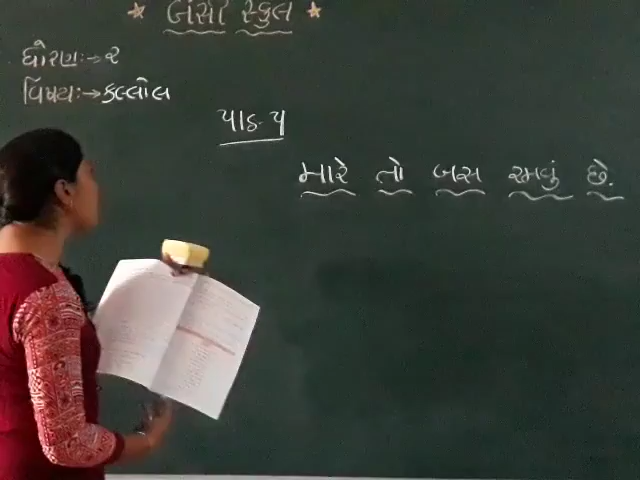 ★ બંસી સ્કુલ ★
ધોરણઃ→૨
વિષયઃ→કલ્લોલ
પાઠ-૫
મારે તો બસ રમવું છે.